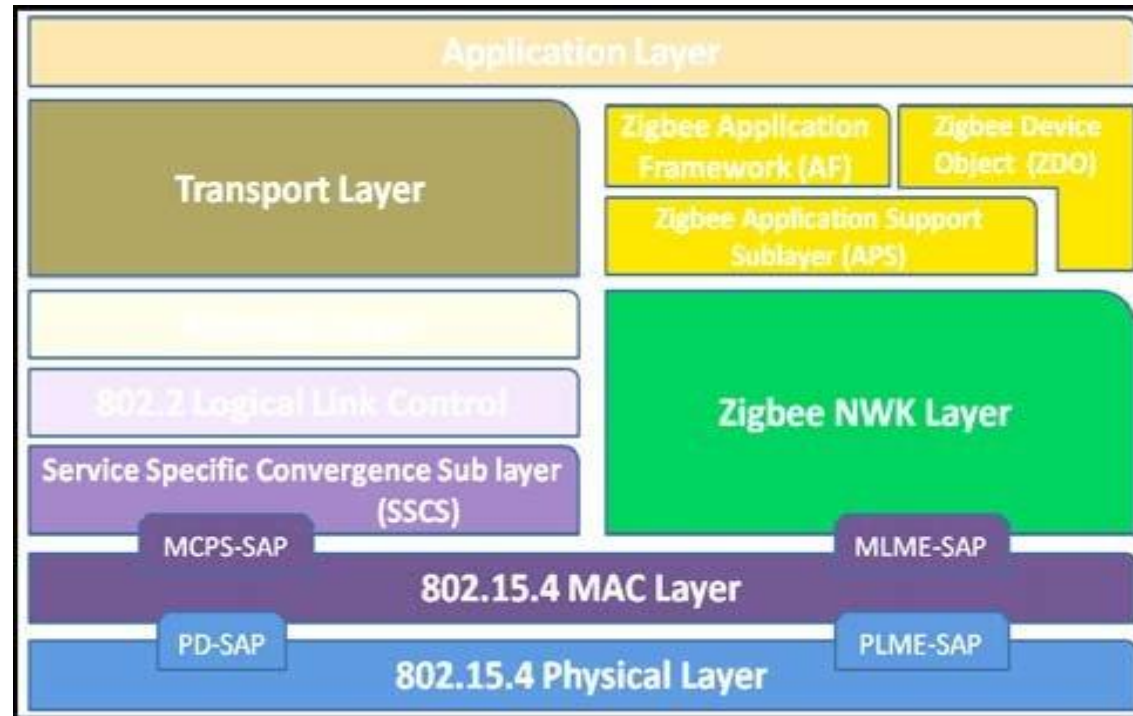 Application Layer
Transport Layer
Zigbee Application
Framework (AF)
Zigbee Device
Object (ZDO)
Zigbee Application Support
Sublayer (APS)
802.2 Logical Link Control
Zigbee NWK Layer
Service Specific Convergence Sub layer
(SSCS)
MCPS-SAP
MLME-SAP
802.15.4 MAC Layer
PD-SAP
PLME-SAP
802.15.4 Physical Layer